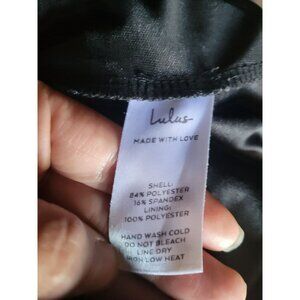 Lulus
MADE WITH LOVE
SHELL:
84% POLYESTER
16% SPANDEX
LINING:
100% POLYESTER
HAND WASH COLD
DO NOT BLEACH
LINE DRY
IRON LOW HEAT